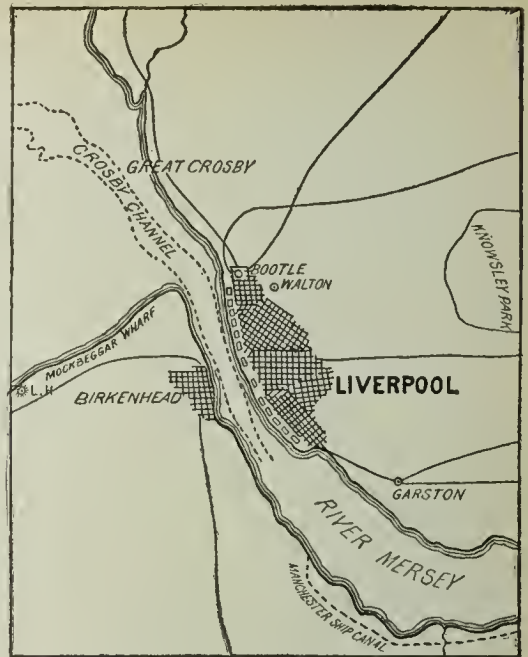 GREAT CROSBY
CROSBY CHANNEL
BOOTLE
WALTON
KNOWSLEY PARK
MOCKBEGGAR WHARF
L.H
BIRKENHEAD
LIVERPOOL
GARSTON
RIVER MERSEY
MANCHESTER SHIP CANAL